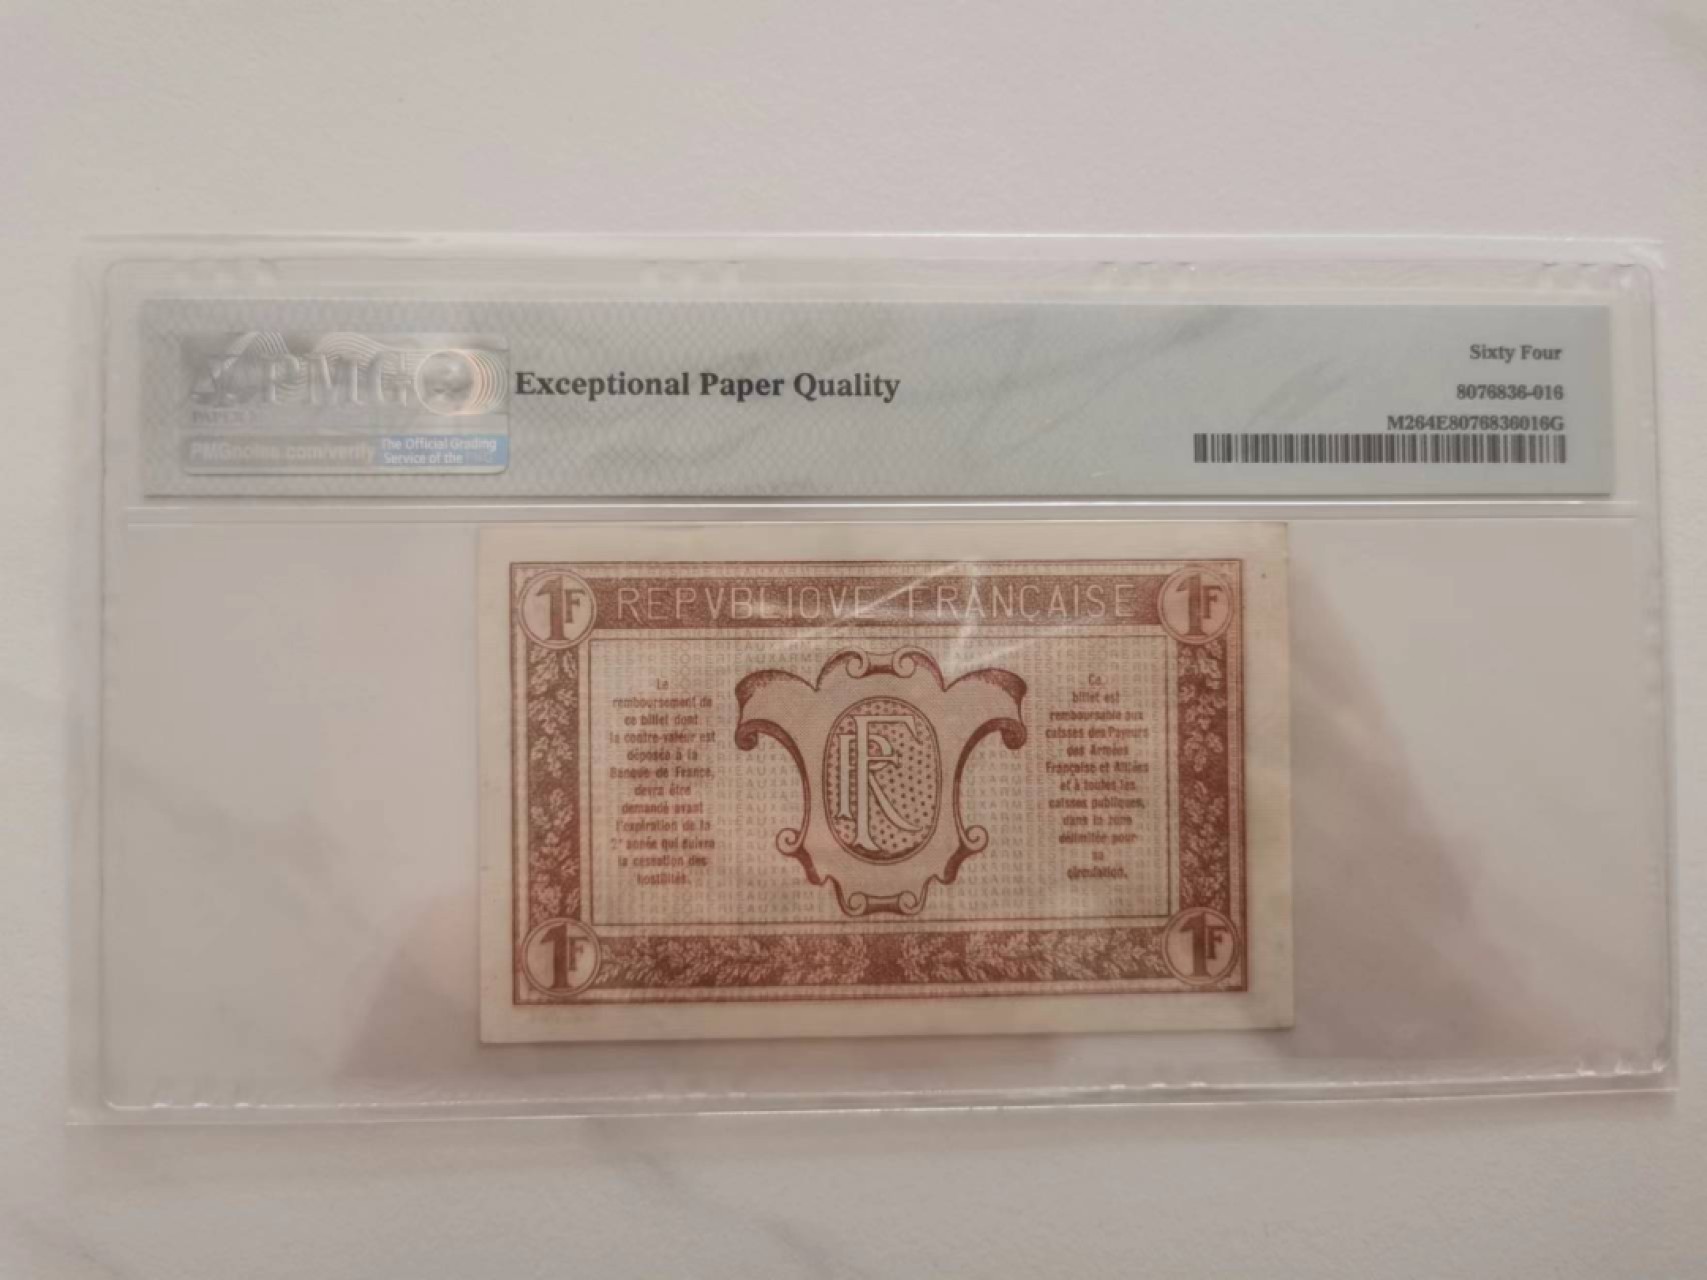 PMG
PAPER
PMGnotes.com/verify
The Official Grading
Service of the PMG
Exceptional Paper Quality
Sixty Four
8076836-016
M264E8076836016G
1F
REPVBLIQVE FRANÇAISE
1F
Le
remboursement de
ce billet dont
la contre-valeur est
déposée à la
Banque de France,
devra être
demandé avant
l'expiration de la
2e année qui suivra
la cessation des
hostilités.
RF
Ce
billet est
remboursable aux
caisses des Payeurs
des Armées
Française et Alliées
et à toutes les
caisses publiques,
dans la zone
délimitée pour
sa
circulation.
1F
1F